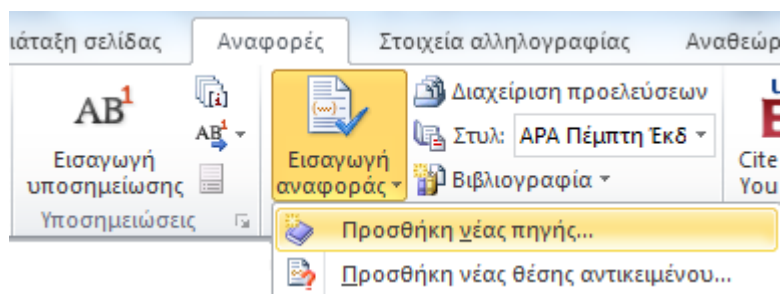 ιάταξη σελίδας Αναφορές Στοιχεία αλληλογραφίας Αναθεώρ
AB1
Εισαγωγή
υποσημείωσης
AB1
Υποσημειώσεις
Εισαγωγή
αναφοράς
Διαχείριση προελεύσεων
Στυλ: APA Πέμπτη Έκδ
Βιβλιογραφία
Cite
You
Προσθήκη νέας πηγής...
Προσθήκη νέας θέσης αντικειμένου...